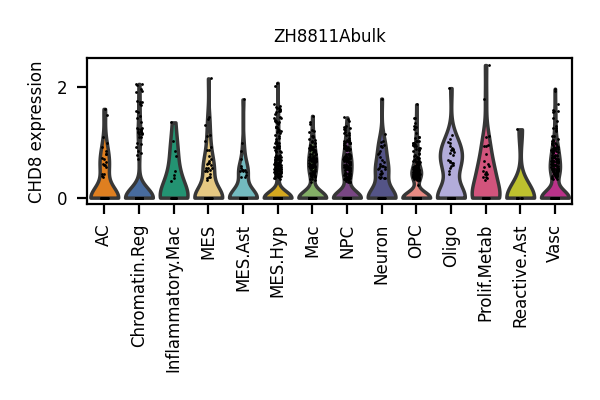 ZH8811Abulk
CHD8 expression
2
0
AC
Chromatin.Reg
Inflammatory.Mac
MES
MES.Ast
MES.Hyp
Mac
NPC
Neuron
OPC
Oligo
Prolif.Metab
Reactive.Ast
Vasc